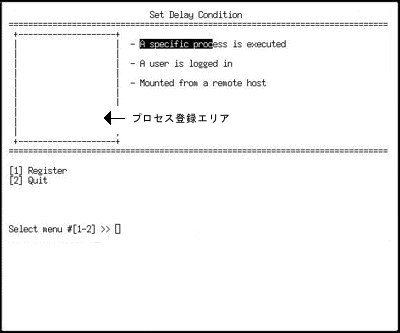 Set Delay Condition
- A specific process is executed
- A user is logged in
- Mounted from a remote host
プロセス登録エリア
[1] Register
[2] Quit
Select menu #[1-2] >>